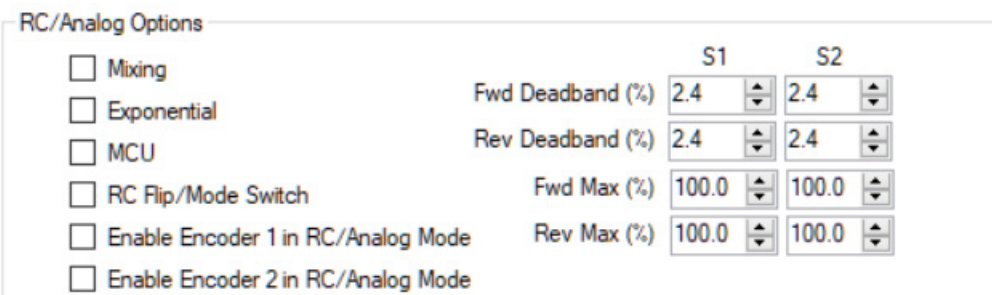 RC/Analog Options
Mixing
Exponential
MCU
RC Flip/Mode Switch
Enable Encoder 1 in RC/Analog Mode
Enable Encoder 2 in RC/Analog Mode
S1 S2
Fwd Deadband (%) 2.4 2.4
Rev Deadband (%) 2.4 2.4
Fwd Max (%) 100.0 100.0
Rev Max (%) 100.0 100.0